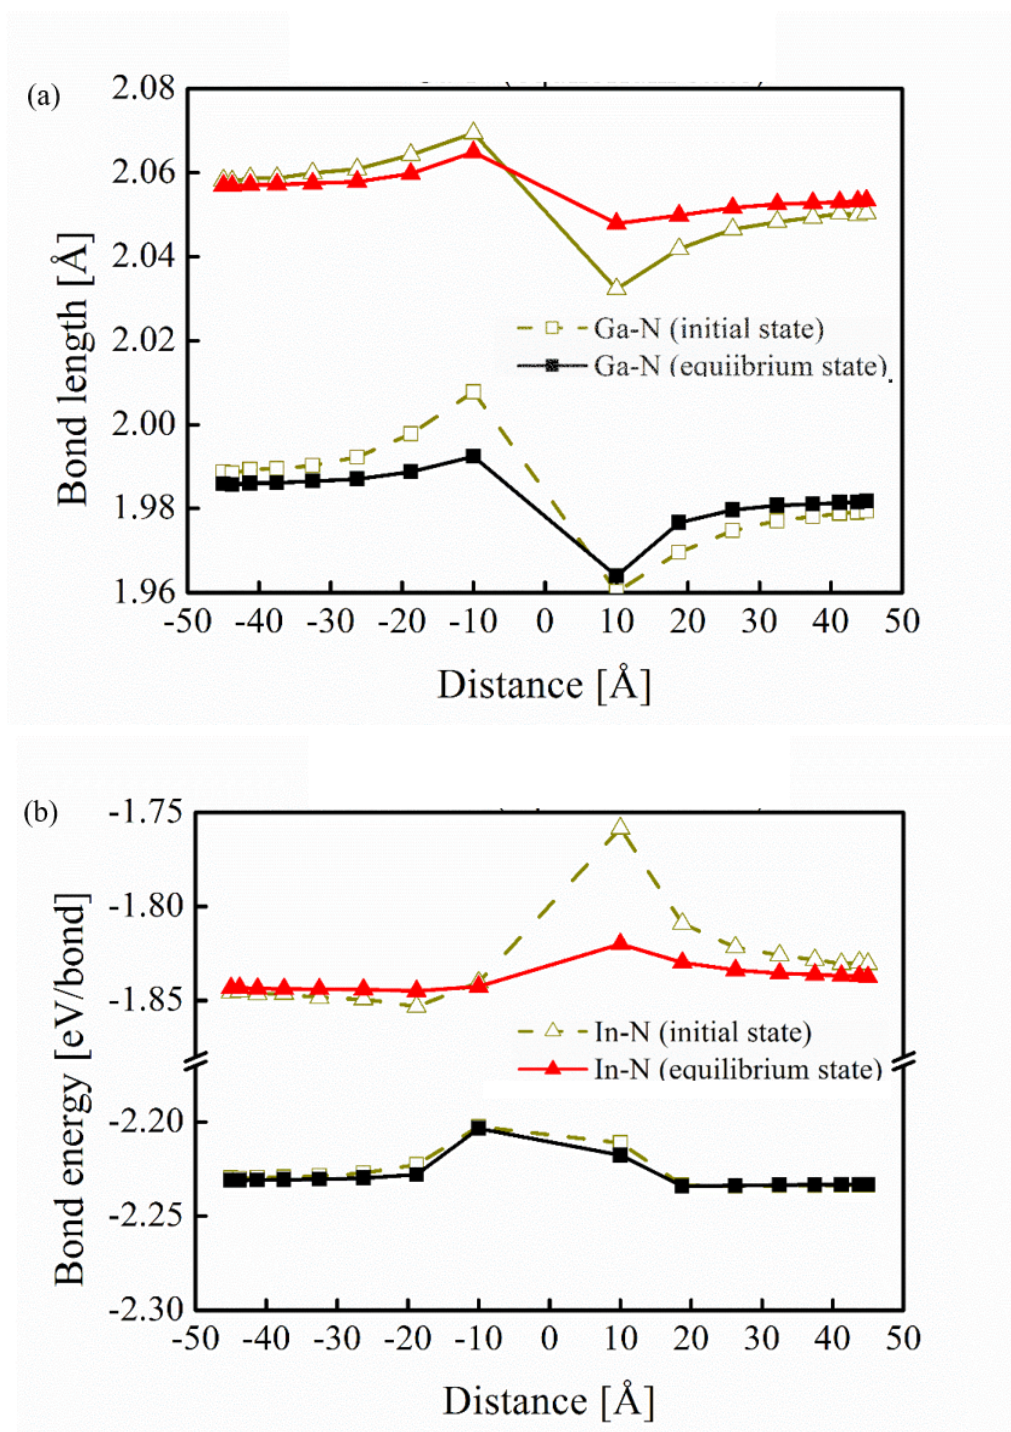 (a)
2.08
2.06
2.04
2.02
2.00
1.98
1.96
Bond length [Å]
Ga-N (initial state)
Ga-N (equiibrium state)
-50 -40 -30 -20 -10 0 10 20 30 40 50
Distance [Å]
(b)
-1.75
-1.80
-1.85
-2.20
-2.25
-2.30
Bond energy [eV/bond]
In-N (initial state)
In-N (equilibrium state)
-50 -40 -30 -20 -10 0 10 20 30 40 50
Distance [Å]